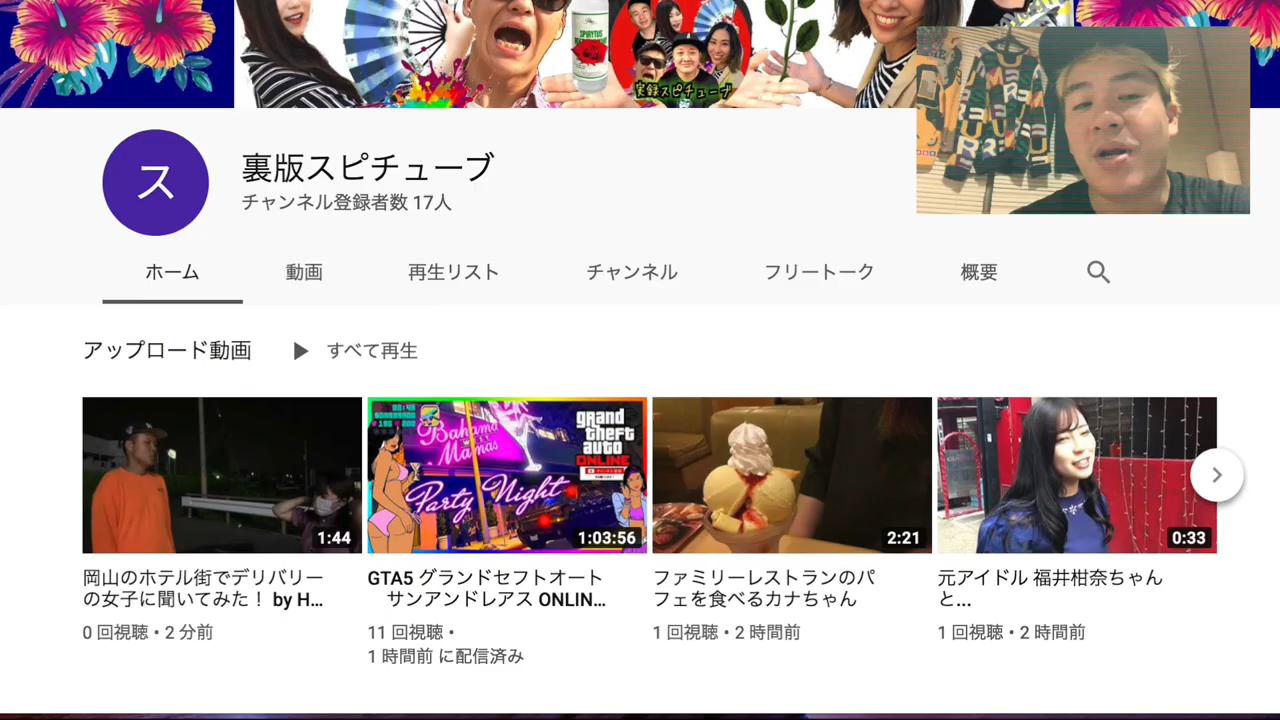 SPIRYTUS
実録スピチューブ
ス
裏版スピチューブ
チャンネル登録者数 17人
ホーム
動画
再生リスト
チャンネル
フリートーク
概要
アップロード動画
すべて再生
1:44
Bahama
Mamas
Party Night
grand
theft
auto
ONLINE
1:03:56
2:21
0:33
岡山のホテル街でデリバリー
の女子に聞いてみた！ by H...
0 回視聴・2 分前
GTA5 グランドセフトオート
サンアンドレアス ONLIN...
11 回視聴・
1 時間前 に配信済み
ファミリーレストランのパ
フェを食べるカナちゃん
1 回視聴・2 時間前
元アイドル 福井柑奈ちゃん
と...
1 回視聴・2 時間前